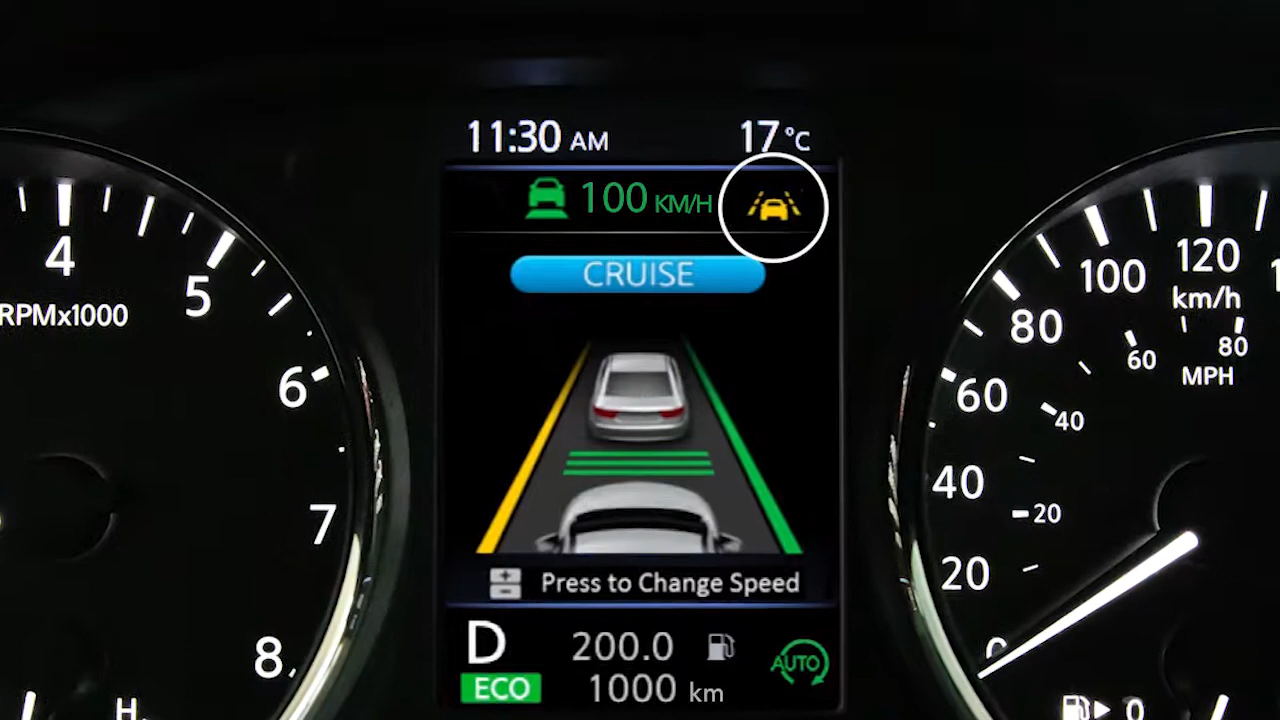 11:30 AM 17 °C
100 KM/H
CRUISE
Press to Change Speed
D 200.0
ECO 1000 km
AUTO
4
5
RPMx1000
6
7
8
H
120
100
km/h
80
80
60
MPH
60
40
40
20
20
0
0